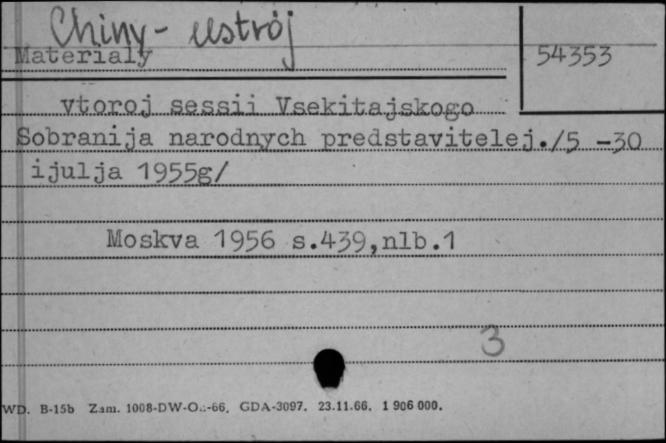 Chiny - ustrój
Materialy
54353
vtoroj sessii Vsekitajskogo
Sobranija narodnych predstavitelej./5 -30
ijulja 1955g/
Moskva 1956 s.439,nlb.1
3
WD. B-15b Zam. 1008-DW-O.:-66. GDA-3097. 23.11.66. 1 906 000.